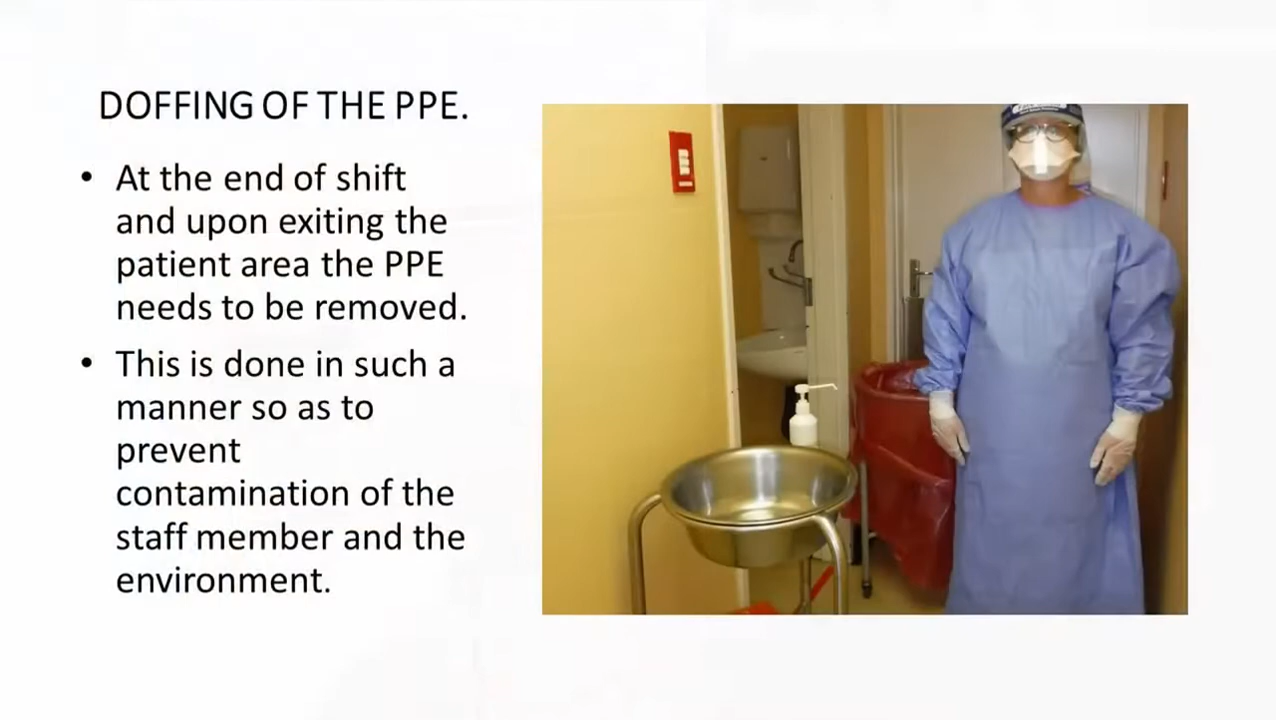 DOFFING OF THE PPE.
• At the end of shift
and upon exiting the
patient area the PPE
needs to be removed.
• This is done in such a
manner so as to
prevent
contamination of the
staff member and the
environment.